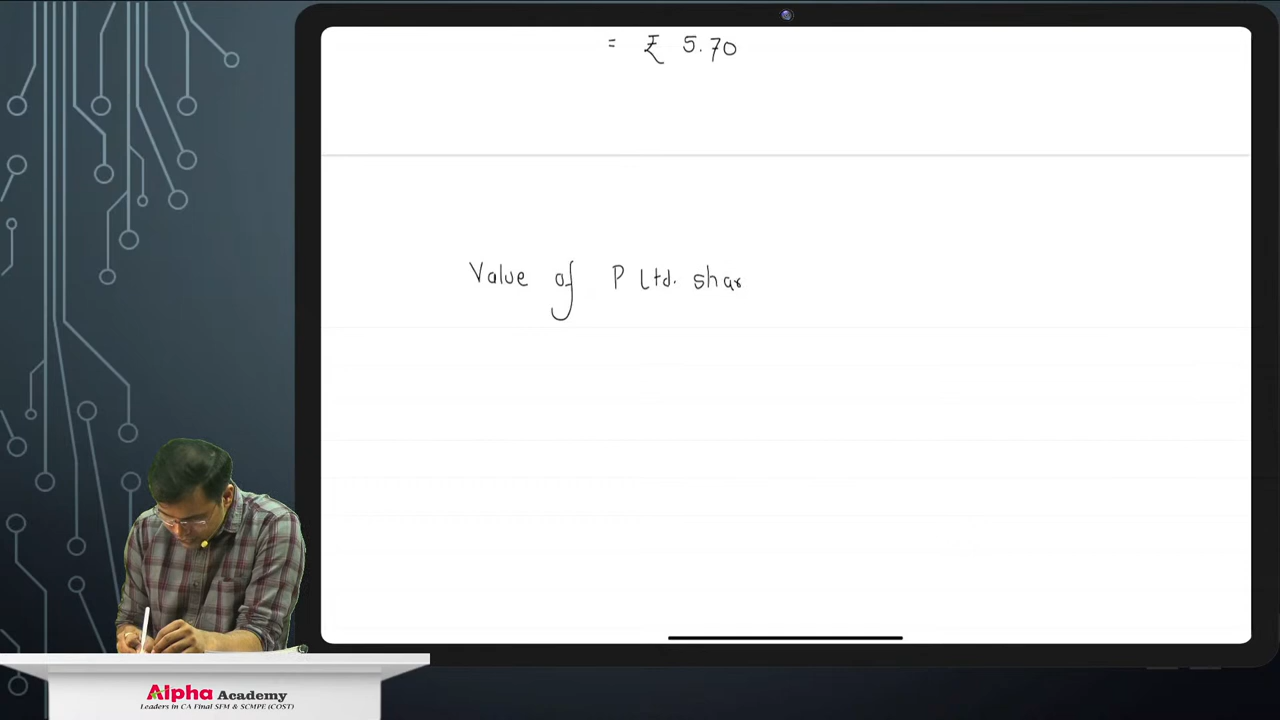 = ₹ 5.70
Value of P Ltd. shar
Alpha Academy
Leaders in CA Final SFM & SCMPE (COST)